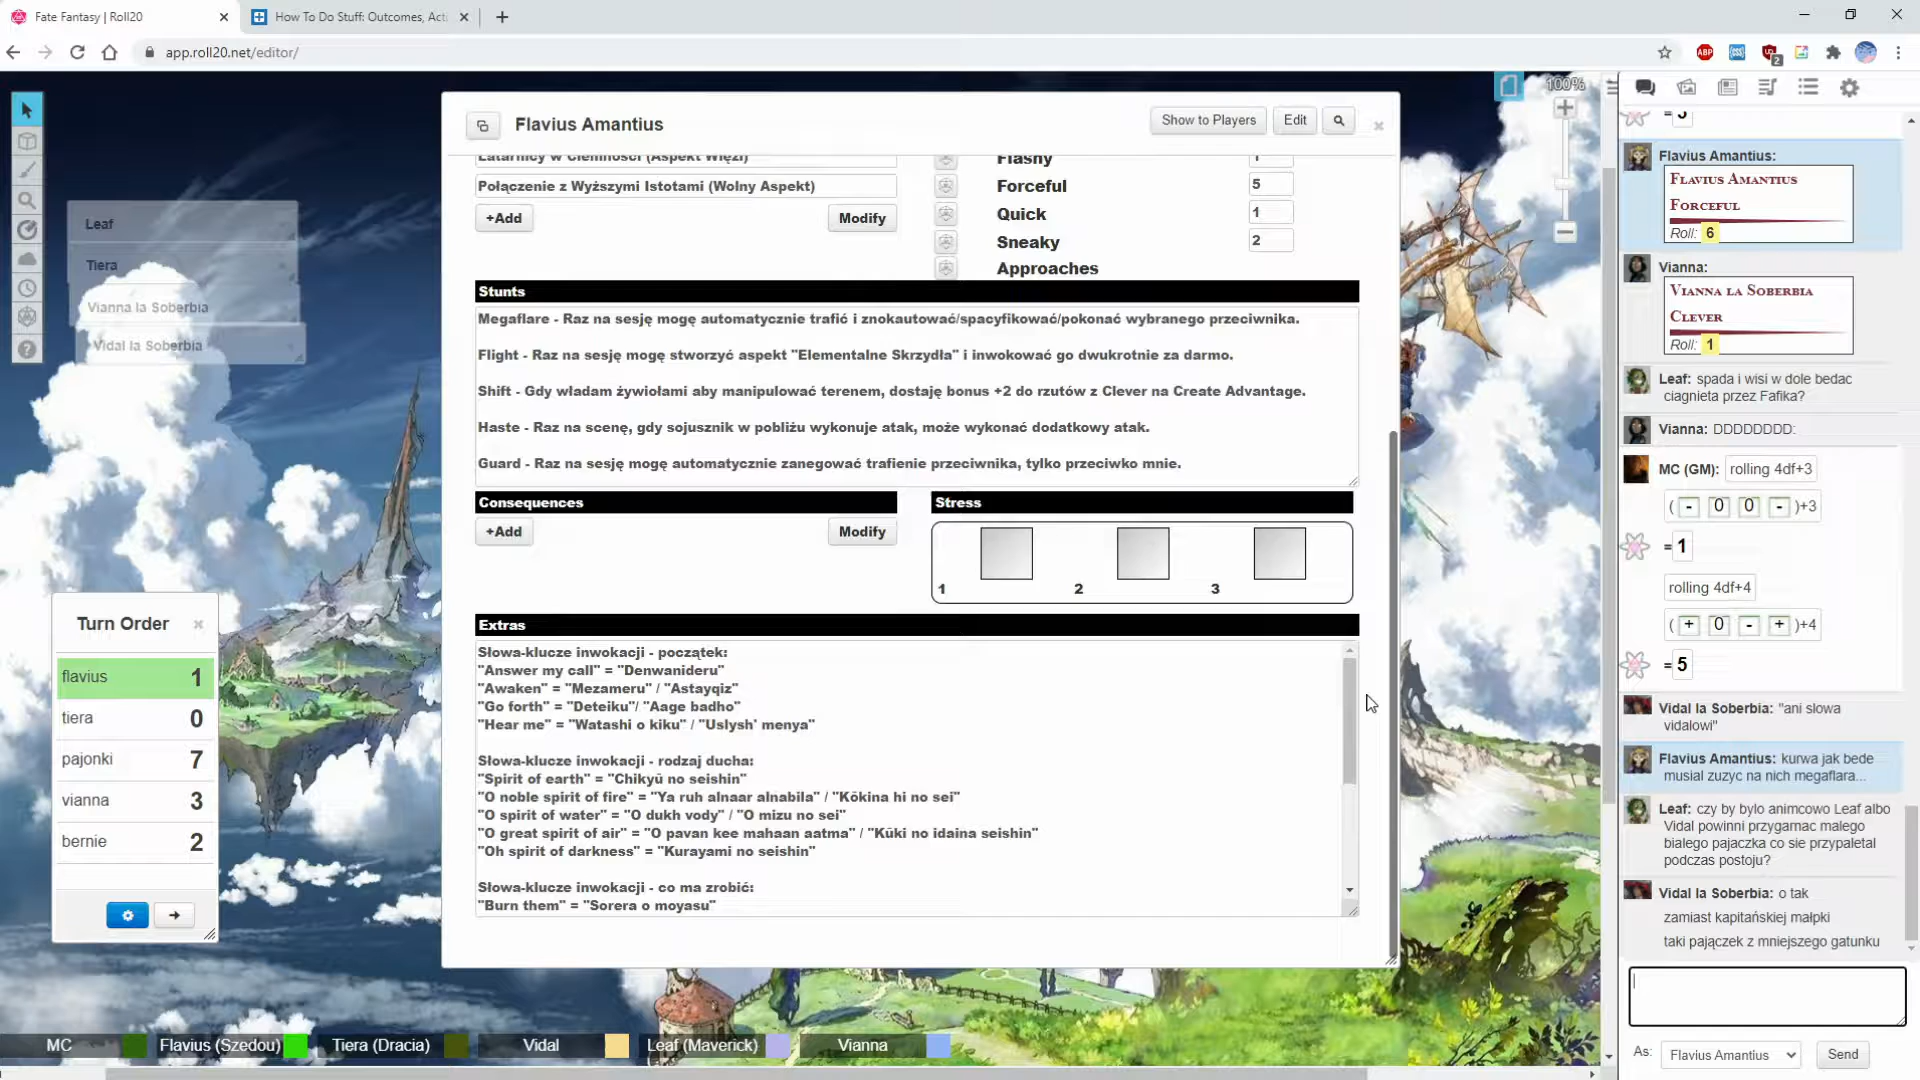 Fate Fantasy | Roll20
How To Do Stuff: Outcomes, Act
app.roll20.net/editor/
ABP
2
100%
Leaf
Tiera
Vianna la Soberbia
Vidal la Soberbia
Flavius Amantius
Show to Players
Edit
Latarnicy w Ciemności (Aspekt Więzi)
Połączenie z Wyższymi Istotami (Wolny Aspekt)
+Add
Modify
Flashy
1
Forceful
5
Quick
1
Sneaky
2
Approaches
Stunts
Megaflare - Raz na sesję mogę automatycznie trafić i znokautować/spacyfikować/pokonać wybranego przeciwnika.
Flight - Raz na sesję mogę stworzyć aspekt "Elementalne Skrzydła" i inwokować go dwukrotnie za darmo.
Shift - Gdy władam żywiołami aby manipulować terenem, dostaję bonus +2 do rzutów z Clever na Create Advantage.
Haste - Raz na scenę, gdy sojusznik w pobliżu wykonuje atak, może wykonać dodatkowy atak.
Guard - Raz na sesję mogę automatycznie zanegować trafienie przeciwnika, tylko przeciwko mnie.
Consequences
+Add
Modify
Stress
1
2
3
Extras
Słowa-klucze inwokacji - początek:
"Answer my call" = "Denwanideru"
"Awaken" = "Mezameru" / "Astayqiz"
"Go forth" = "Deteiku"/ "Aage badho"
"Hear me" = "Watashi o kiku" / "Uslysh' menya"
Słowa-klucze inwokacji - rodzaj ducha:
"Spirit of earth" = "Chikyū no seishin"
"O noble spirit of fire" = "Ya ruh alnaar alnabila" / "Kōkina hi no sei"
"O spirit of water" = "O dukh vody" / "O mizu no sei"
"O great spirit of air" = "O pavan kee mahaan aatma" / "Kūki no idaina seishin"
"Oh spirit of darkness" = "Kurayami no seishin"
Słowa-klucze inwokacji - co ma zrobić:
"Burn them" = "Sorera o moyasu"
Turn Order
flavius 1
tiera 0
pajonki 7
vianna 3
bernie 2
MC
Flavius (Szedou)
Tiera (Dracia)
Vidal
Leaf (Maverick)
Vianna
= 5
Flavius Amantius:
Flavius Amantius
Forceful
Roll: 6
Vianna:
Vianna la Soberbia
Clever
Roll: 1
Leaf: spada i wisi w dole bedac
ciagnieta przez Fafika?
Vianna: DDDDDDDD:
MC (GM): rolling 4df+3
( - 0 0 - )+3
=1
rolling 4df+4
( + 0 - + )+4
=5
Vidal la Soberbia: "ani slowa
vidalowi"
Flavius Amantius: kurwa jak bede
musial zuzyc na nich megaflara...
Leaf: czy by bylo animcowo Leaf albo
Vidal powinni przygarnac malego
bialego pajaczka co sie przypaletal
podczas postoju?
Vidal la Soberbia: o tak
zamiast kapitańskiej małpki
taki pajączek z mniejszego gatunku
As:
Flavius Amantius
Send